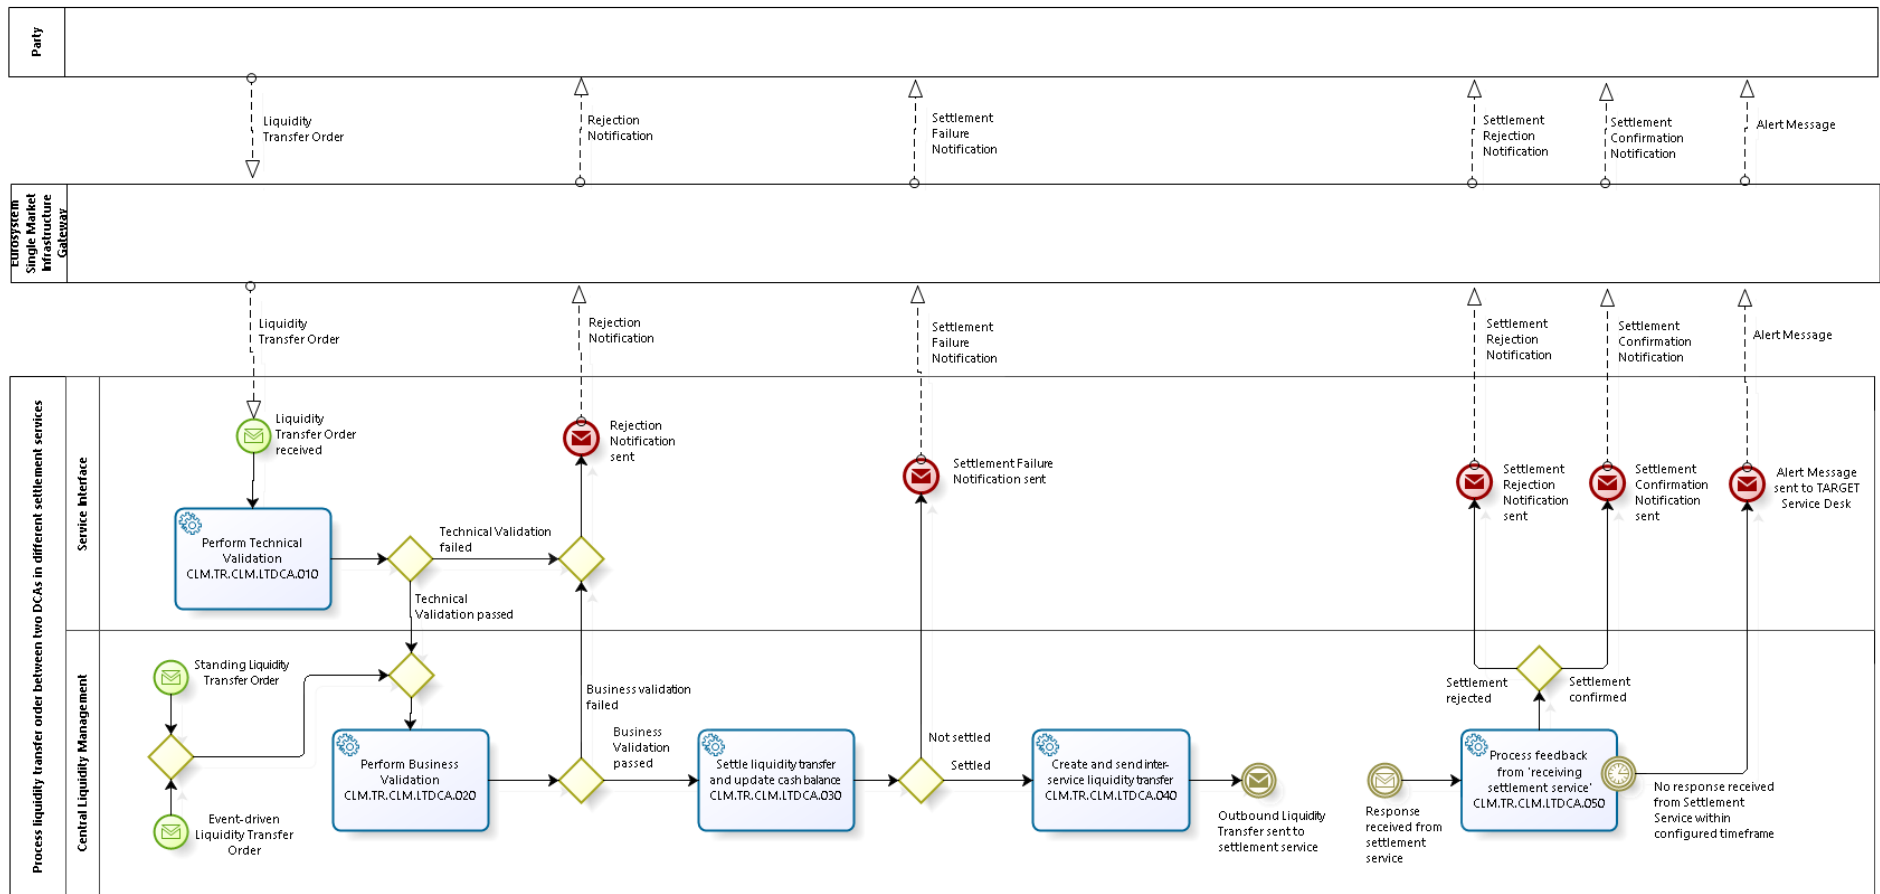 Party
Liquidity
Transfer Order
Rejection
Notification
Settlement
Failure
Notification
Settlement
Rejection
Notification
Settlement
Confirmation
Notification
Alert Message
Eurosystem
Single Market
Infrastructure
Gateway
Liquidity
Transfer Order
Rejection
Notification
Settlement
Failure
Notification
Settlement
Rejection
Notification
Settlement
Confirmation
Notification
Alert Message
Process liquidity transfer order between two DCAs in different settlement services
Service Interface
Liquidity
Transfer Order
received
Rejection
Notification
sent
Settlement Failure
Notification sent
Settlement
Rejection
Notification
sent
Settlement
Confirmation
Notification
sent
Alert Message
sent to TARGET
Service Desk
Perform Technical
Validation
CLM.TR.CLM.LTDCA.010
Technical Validation
failed
Technical
Validation passed
Central Liquidity Management
Standing Liquidity
Transfer Order
Event-driven
Liquidity Transfer
Order
Perform Business
Validation
CLM.TR.CLM.LTDCA.020
Business validation
failed
Business
Validation
passed
Settle liquidity transfer
and update cash balance
CLM.TR.CLM.LTDCA.030
Not settled
Settled
Create and send inter-
service liquidity transfer
CLM.TR.CLM.LTDCA.040
Outbound Liquidity
Transfer sent to
settlement service
Response
received from
settlement
service
Settlement
rejected
Settlement
confirmed
Process feedback
from 'receiving
settlement service'
CLM.TR.CLM.LTDCA.050
No response received
from Settlement
Service within
configured timeframe